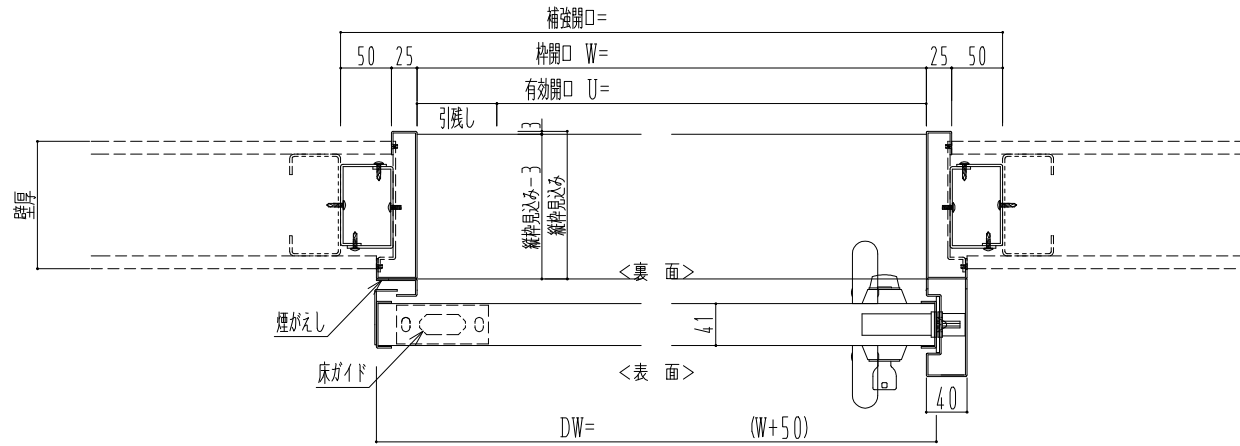 補強開口=
50 25 枠開口 W= 25 50
有効開口 U=
引残し
3
壁厚
縦枠見込み-3
縦枠見込み
<裏 面>
煙がえし
41
床ガイド
<表 面>
40
DW= (W+50)